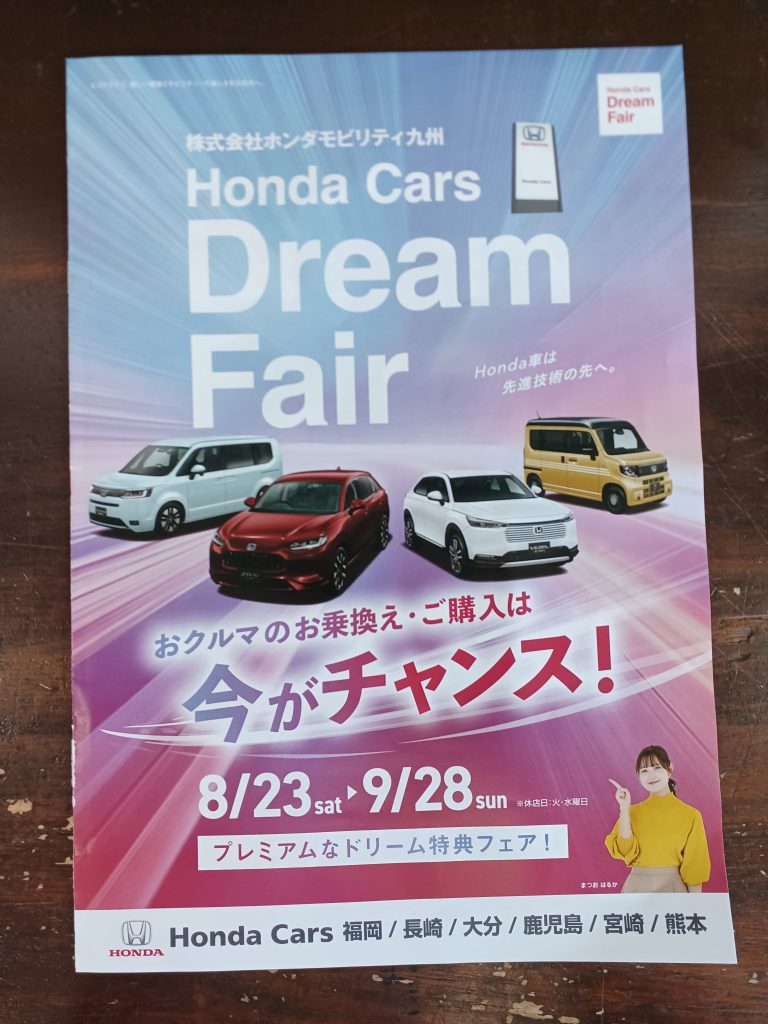 Honda Cars
Dream
Fair
株式会社ホンダモビリティ九州
HONDA
Honda Cars
Honda Cars
Dream
Fair
Honda車は
先進技術の先へ。
おクルマのお乗換え・ご購入は
今がチャンス!
8/23sat▶9/28sun ※休店日:火・水曜日
プレミアムなドリーム特典フェア!
まつお はるか
HONDA
Honda Cars 福岡/長崎/大分/鹿児島/宮崎/熊本